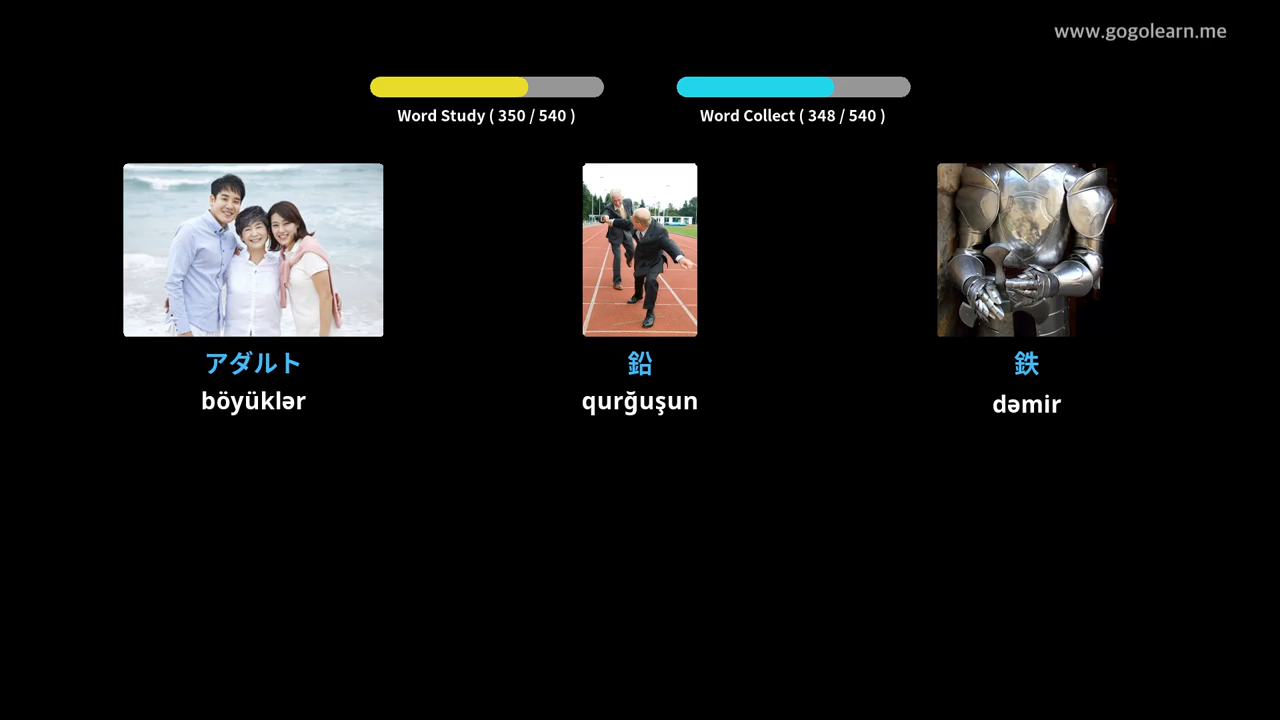 www.gogolearn.me
Word Study ( 350 / 540 )
Word Collect ( 348 / 540 )
アダルト
böyüklər
鉛
qurğuşun
鉄
dəmir